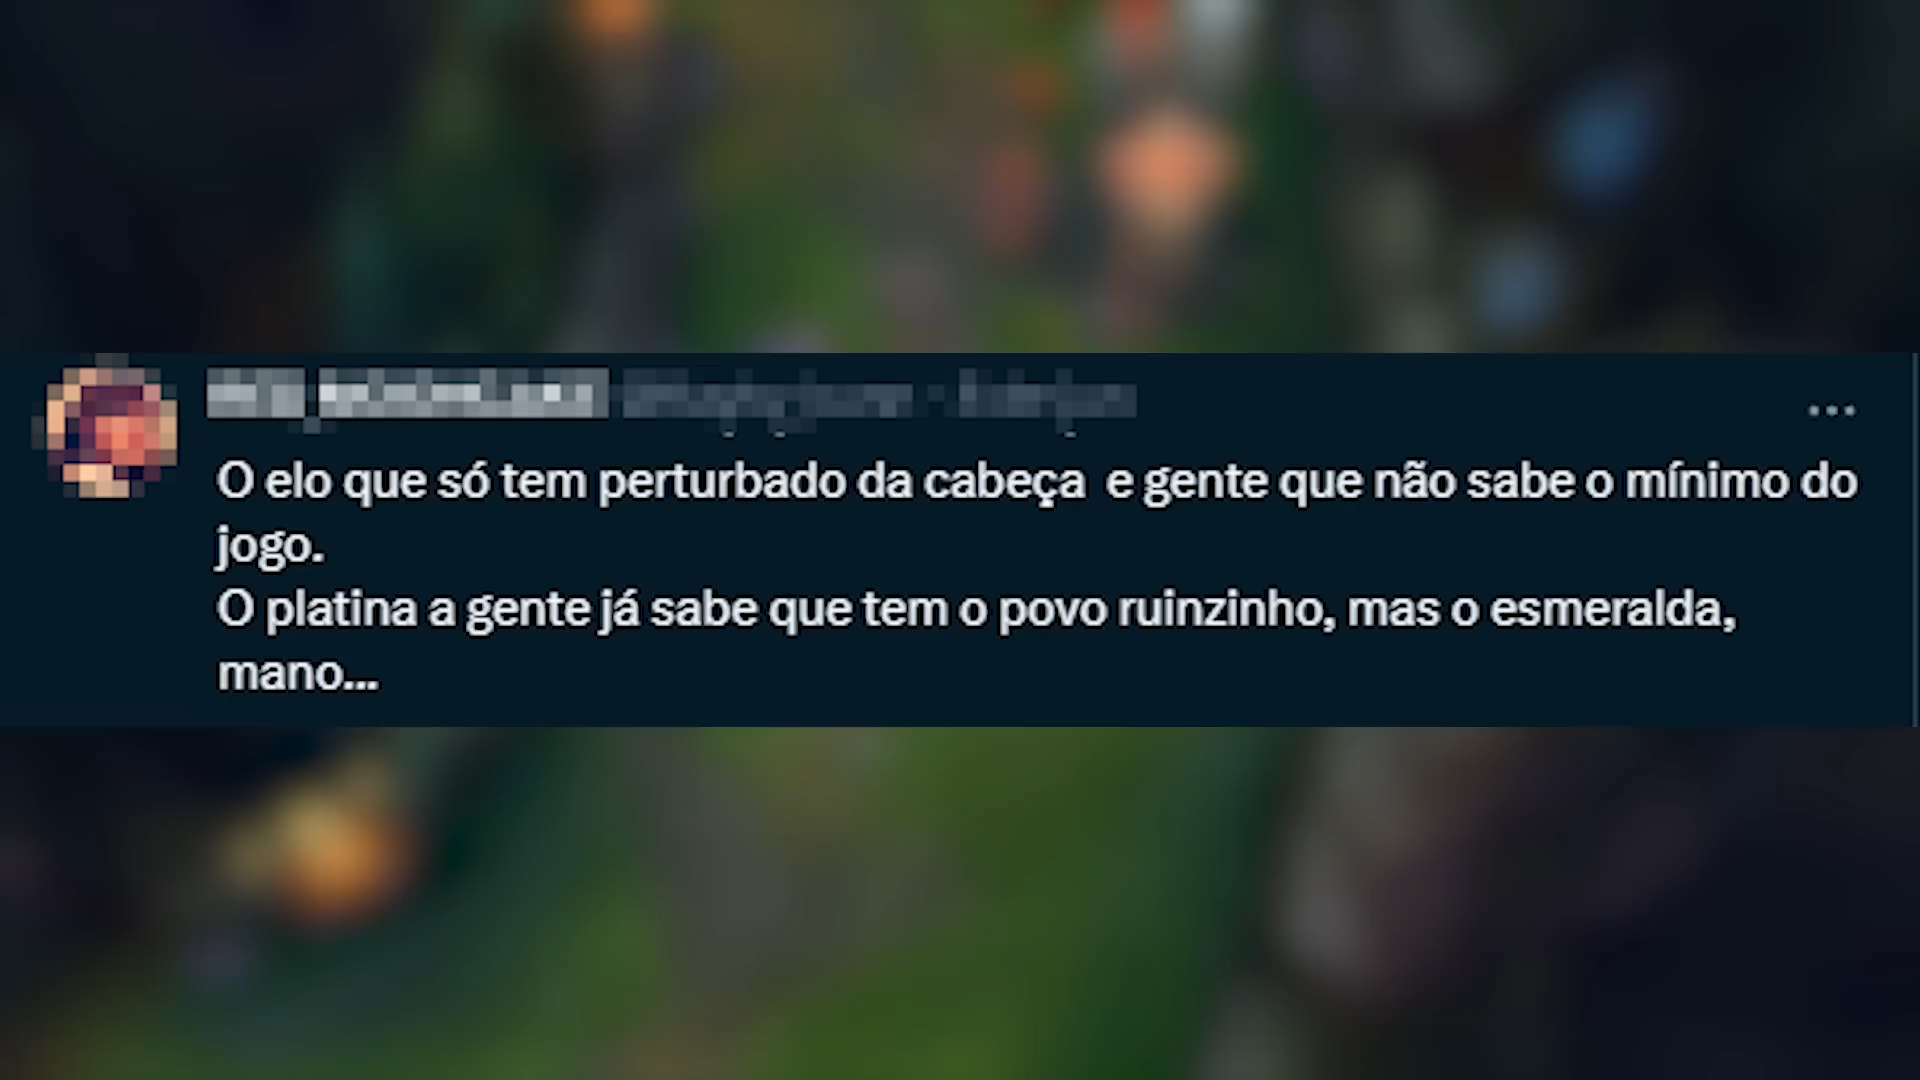 O elo que só tem perturbado da cabeça  e gente que não sabe o mínimo do
jogo.
O platina a gente já sabe que tem o povo ruinzinho, mas o esmeralda,
mano...